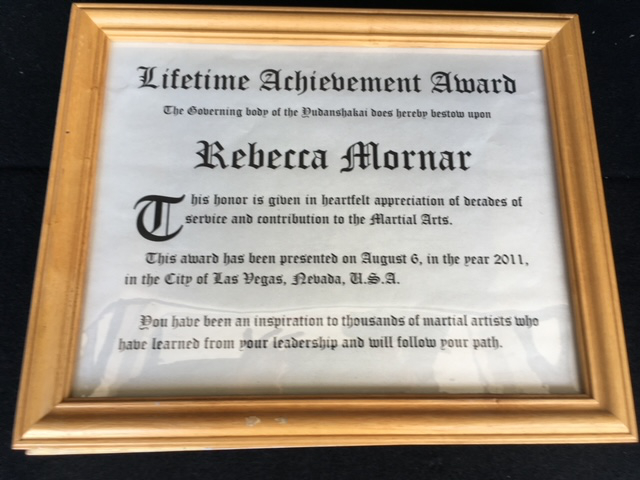 Lifetime Achievement Award
The Governing body of the Yudanshakai does hereby bestow upon
Rebecca Mornar
This honor is given in heartfelt appreciation of decades of
service and contribution to the Martial Arts.
This award has been presented on August 6, in the year 2011,
in the City of Las Vegas, Nevada, U.S.A.
You have been an inspiration to thousands of martial artists who
have learned from your leadership and will follow your path.